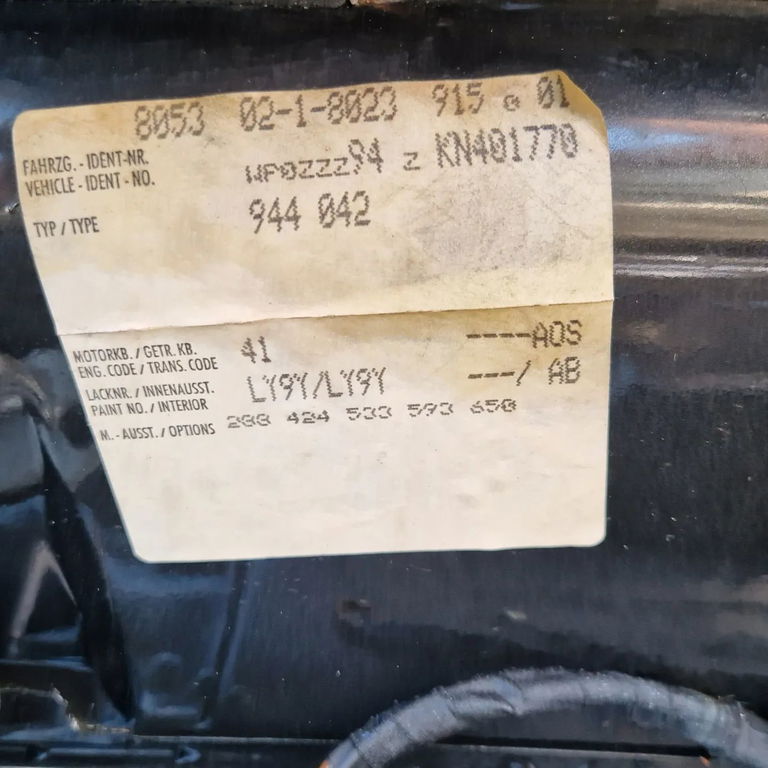 8053 02-1-8023 915 @ 01
FAHRZG. - IDENT-NR.
VEHICLE - IDENT - NO. WP0ZZZ94 Z KN401770
TYP / TYPE 944 042
MOTORKB. / GETR. KB.
ENG. CODE / TRANS. CODE 41 ----AOS
LACKNR. / INNENAUSST.
PAINT NO. / INTERIOR LY9Y/LY9Y ---/ AB
M. - AUSST. / OPTIONS 288 424 533 593 650